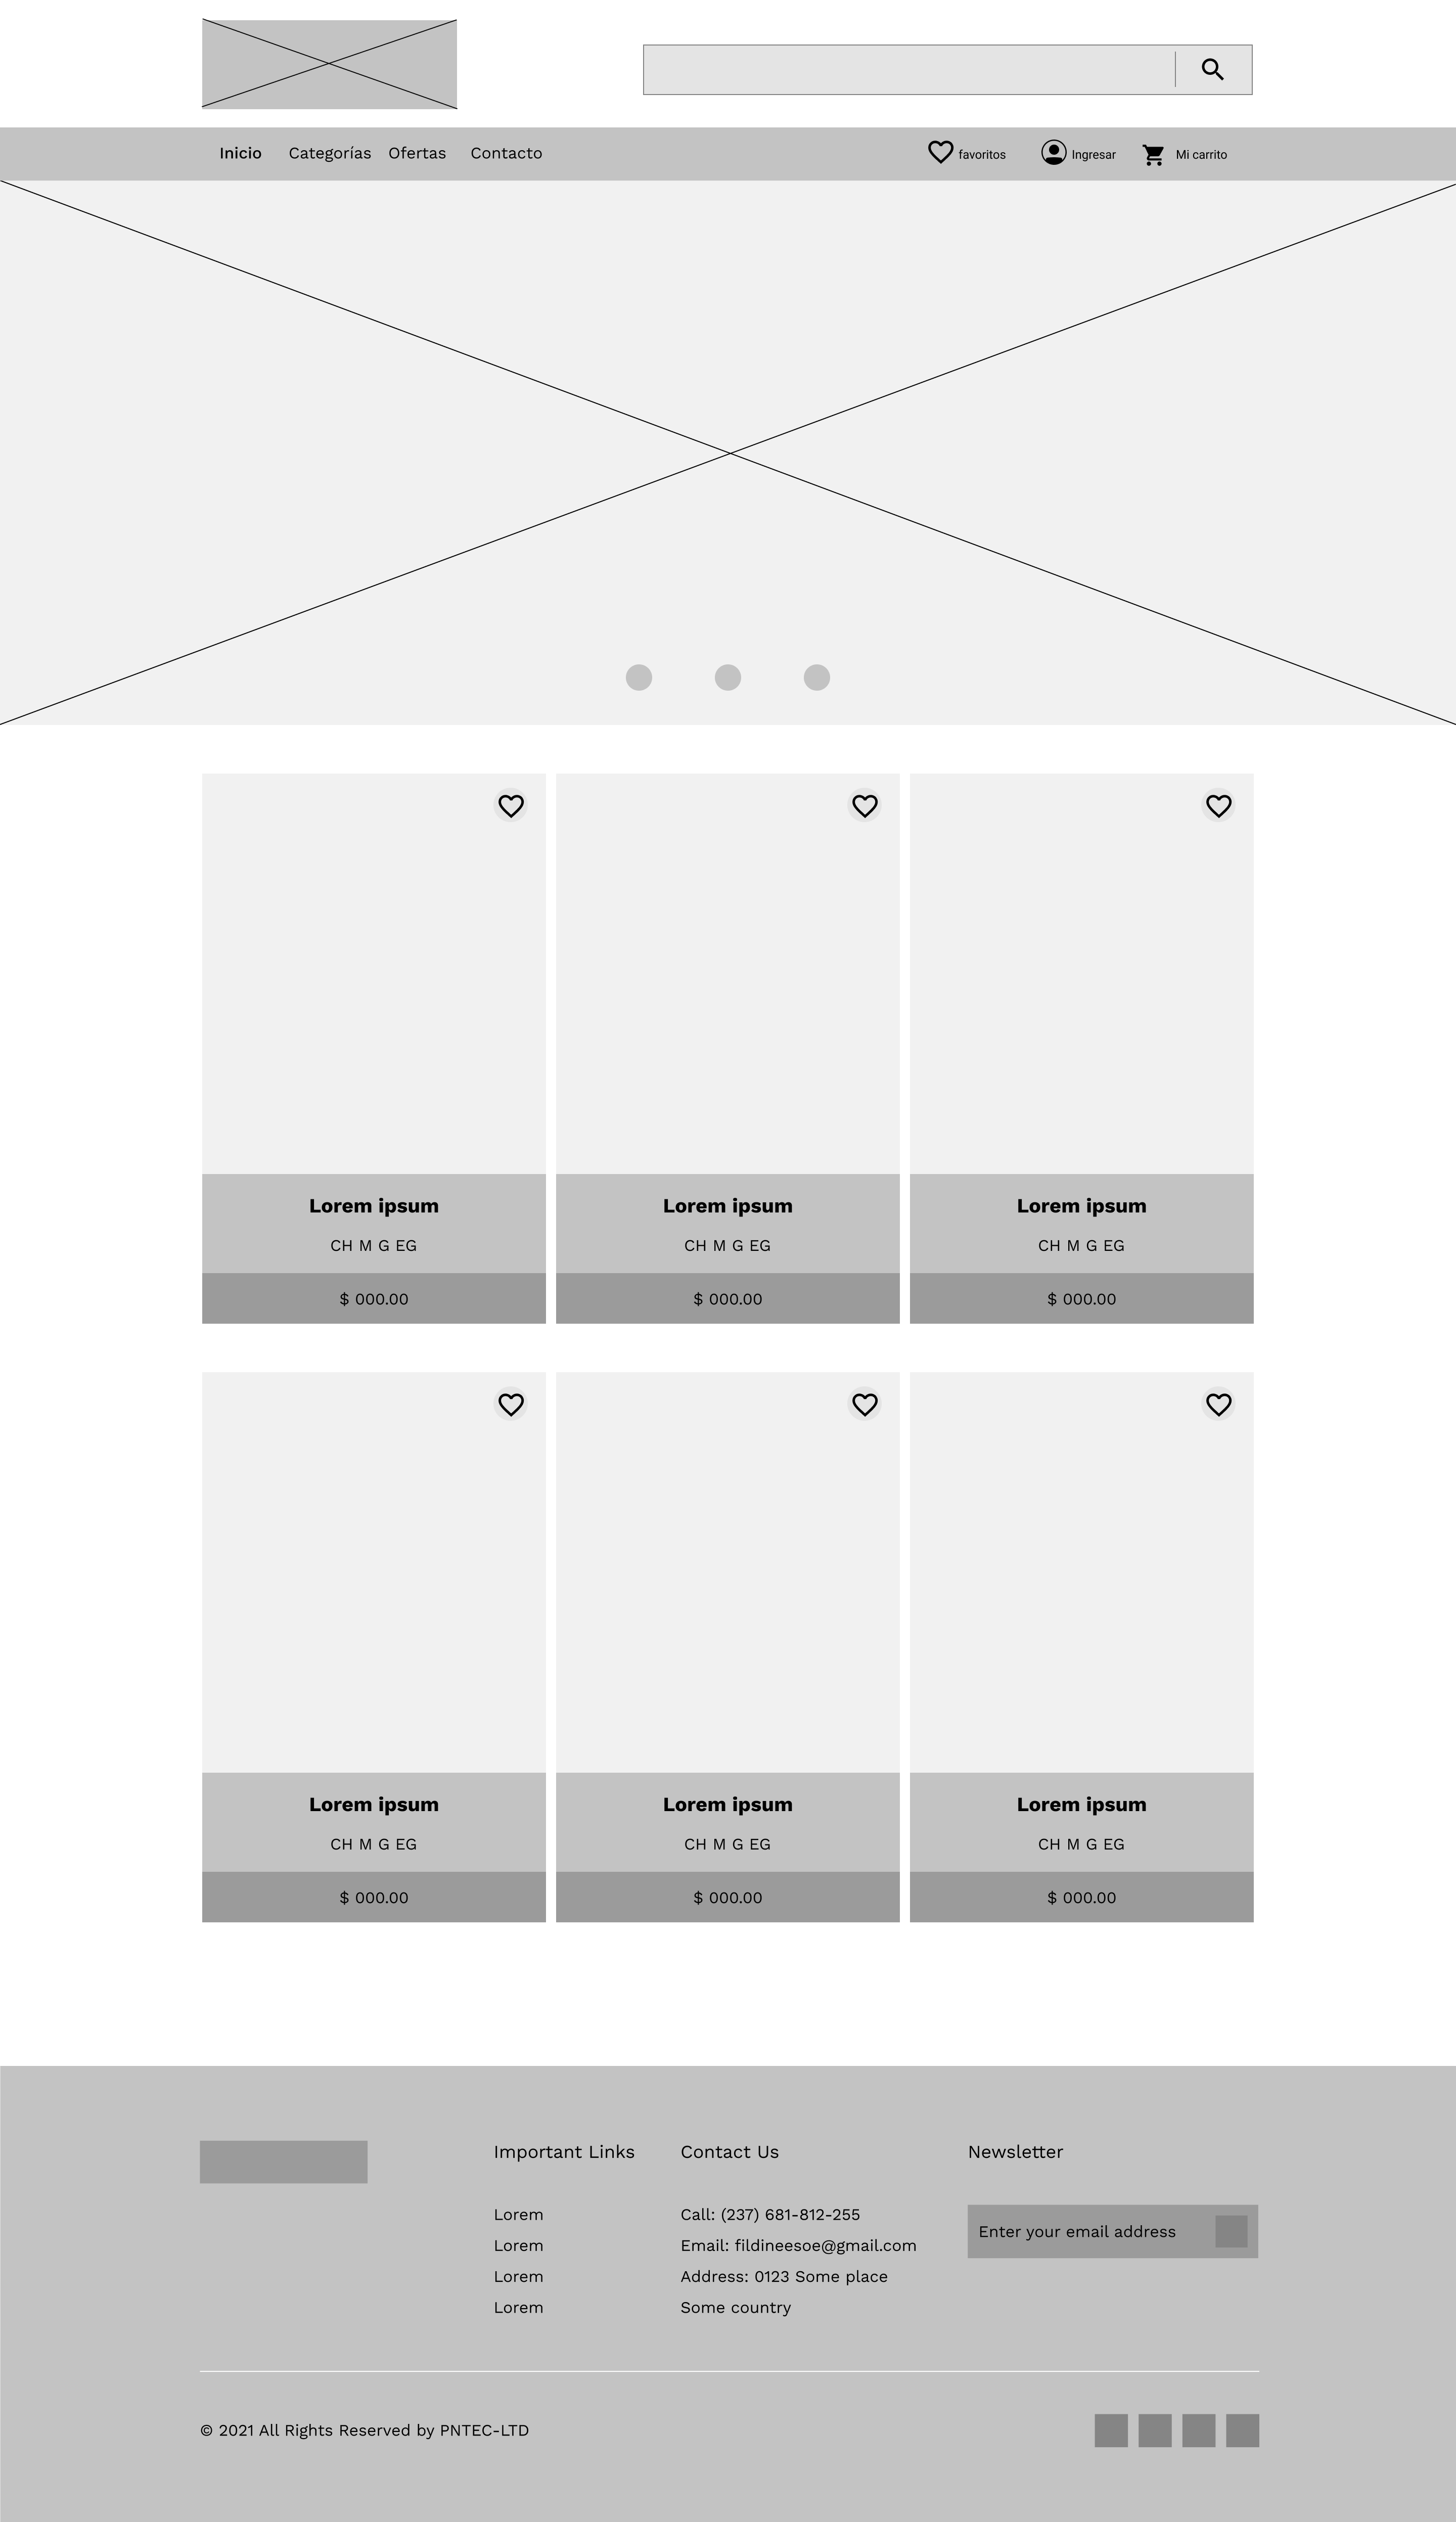 Inicio Categorías Ofertas Contacto favoritos Ingresar Mi carrito
Lorem ipsum Lorem ipsum Lorem ipsum
CH M G EG CH M G EG CH M G EG
$ 000.00 $ 000.00 $ 000.00
Lorem ipsum Lorem ipsum Lorem ipsum
CH M G EG CH M G EG CH M G EG
$ 000.00 $ 000.00 $ 000.00
Important Links
Lorem
Lorem
Lorem
Lorem
Contact Us
Call: (237) 681-812-255
Email: fildineesoe@gmail.com
Address: 0123 Some place
Some country
Newsletter
Enter your email address
© 2021 All Rights Reserved by PNTEC-LTD